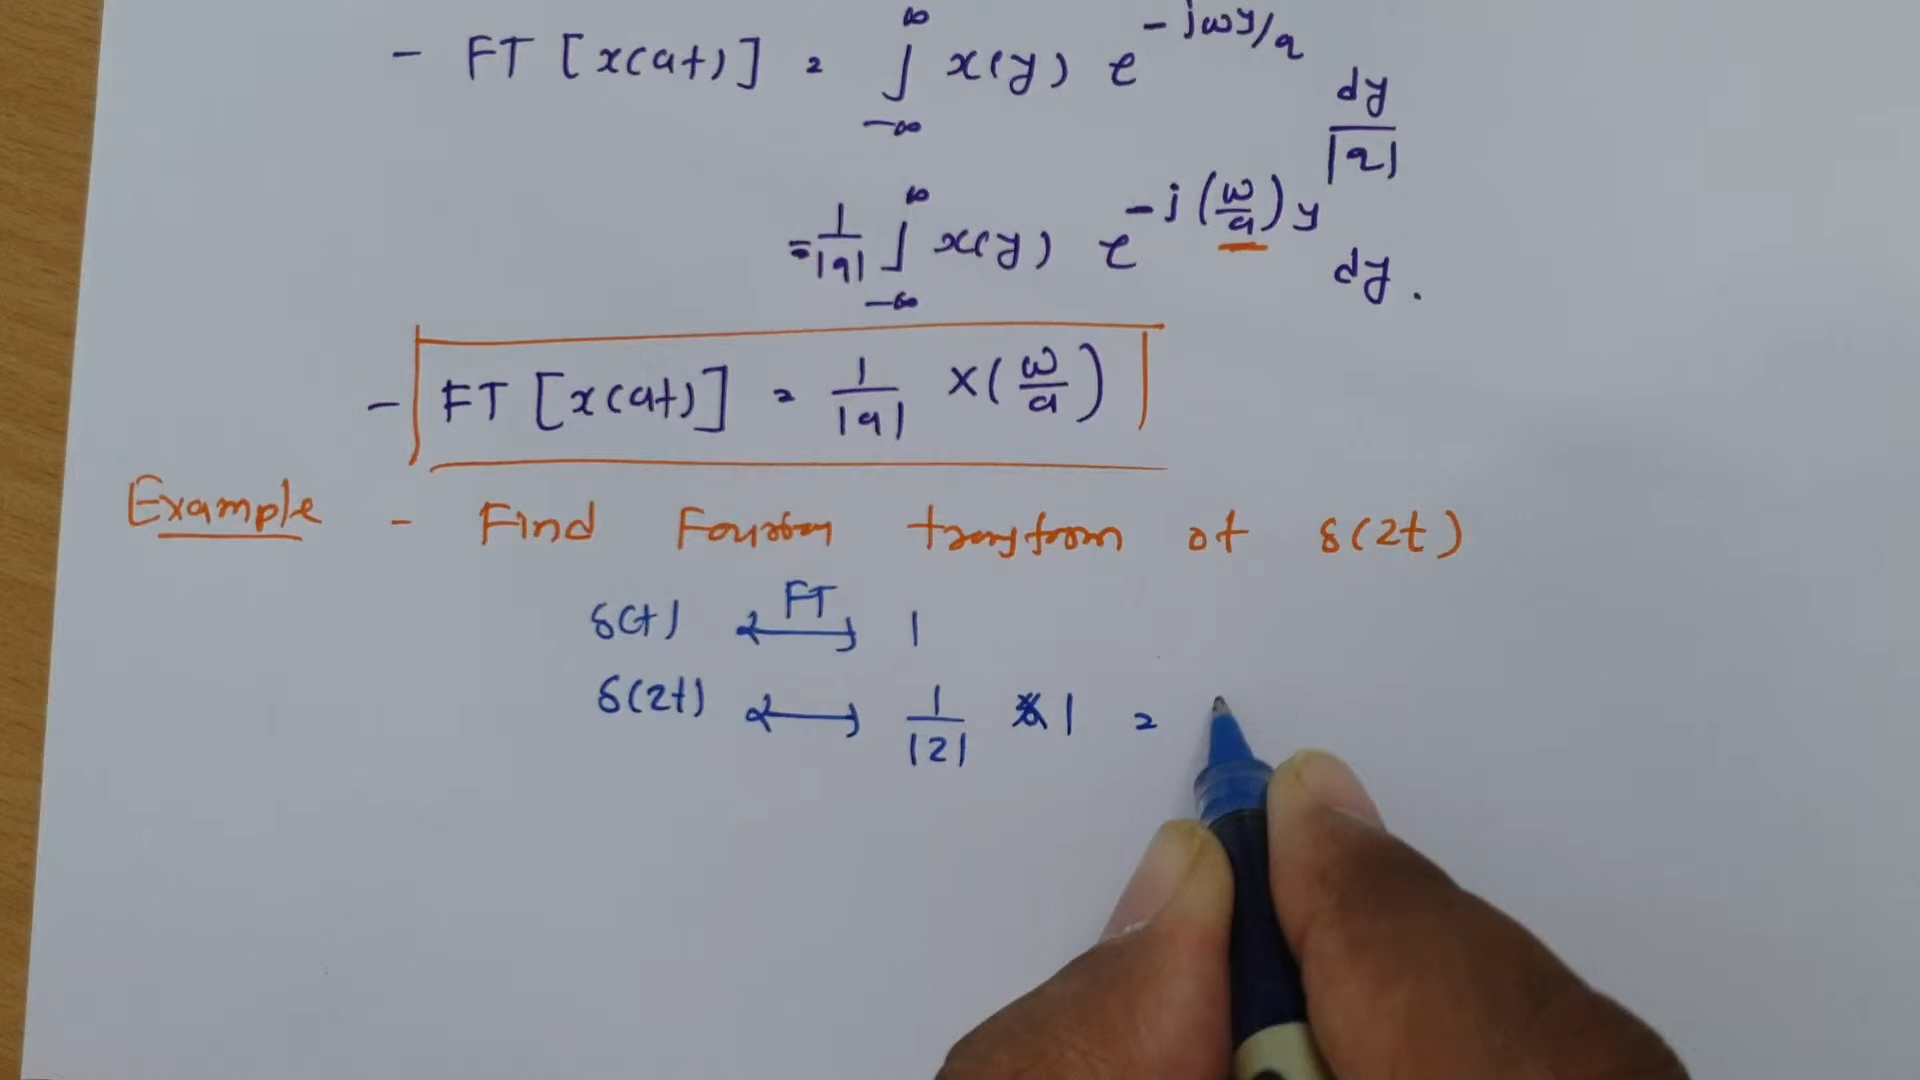 - FT [x(at)] = ∫_{-∞}^{∞} x(y) e^{-jωy/a} dy/|a|
= 1/|a| ∫_{-∞}^{∞} x(y) e^{-j(ω/a)y} dy.
- FT [x(at)] = 1/|a| X(ω/a)
Example - Find Fourier transfrom of δ(2t)
δ(t) ←FT→ 1
δ(2t) ↔ 1/|2| × 1 =